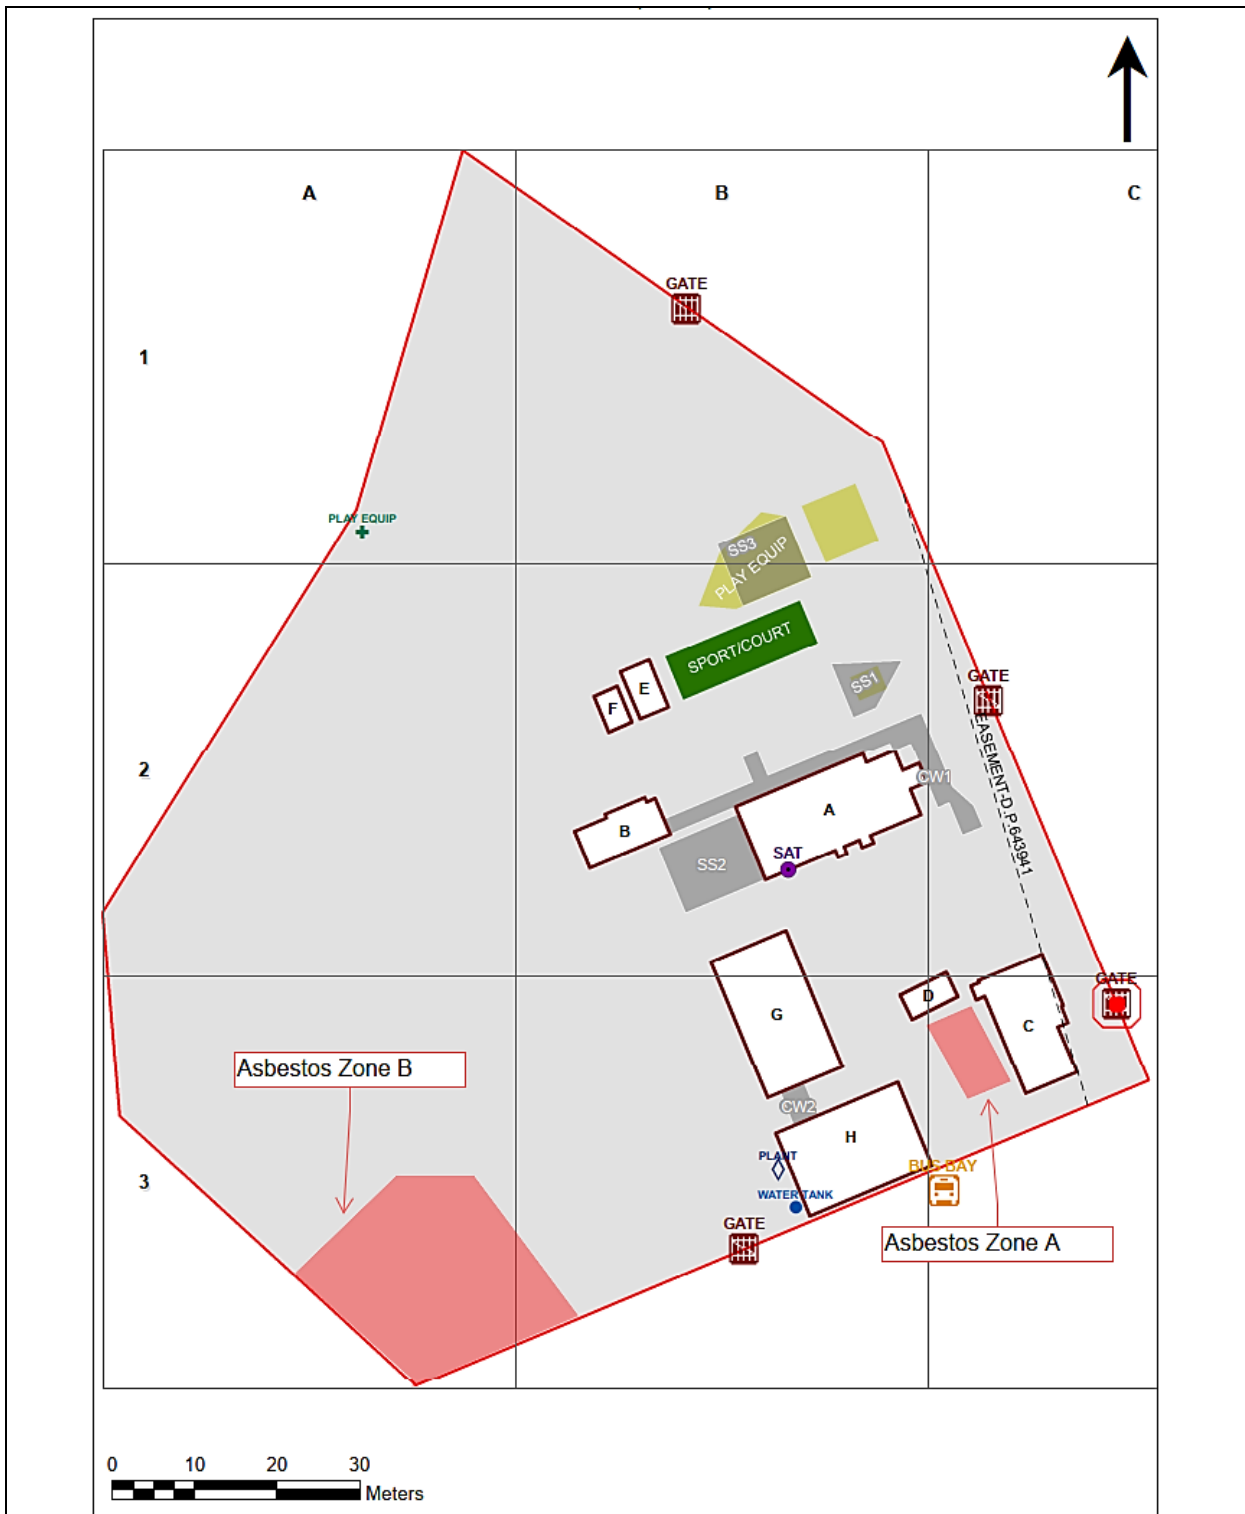 A
B
C
GATE
1
PLAY EQUIP
SS3
PLAY EQUIP
SPORT/COURT
E
F
SS1
GATE
2
CW1
EASEMENT-D.P.643941
A
B
SAT
SS2
GATE
D
G
C
Asbestos Zone B
CW2
H
PLANT
BUS BAY
3
WATER TANK
GATE
Asbestos Zone A
0 10 20 30
Meters